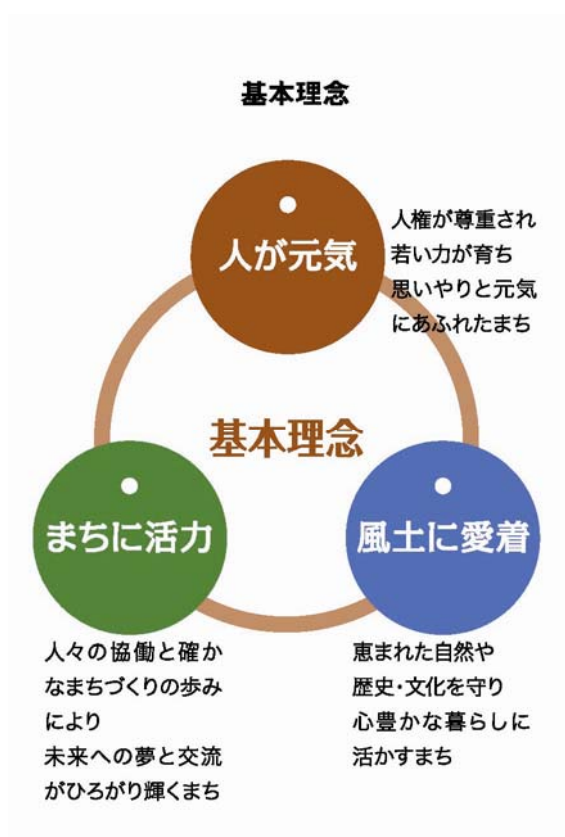 基本理念
人が元気
人権が尊重され
若い力が育ち
思いやりと元気
にあふれたまち
基本理念
まちに活力
人々の協働と確か
なまちづくりの歩み
により
未来への夢と交流
がひろがり輝くまち
風土に愛着
恵まれた自然や
歴史・文化を守り
心豊かな暮らしに
活かすまち